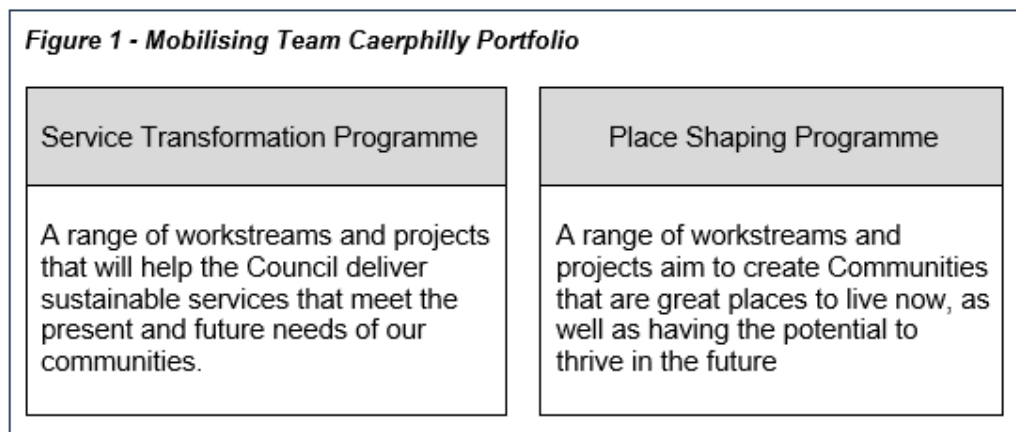 Figure 1 - Mobilising Team Caerphilly Portfolio
Service Transformation Programme
A range of workstreams and projects
that will help the Council deliver
sustainable services that meet the
present and future needs of our
communities.
Place Shaping Programme
A range of workstreams and
projects aim to create Communities
that are great places to live now, as
well as having the potential to
thrive in the future